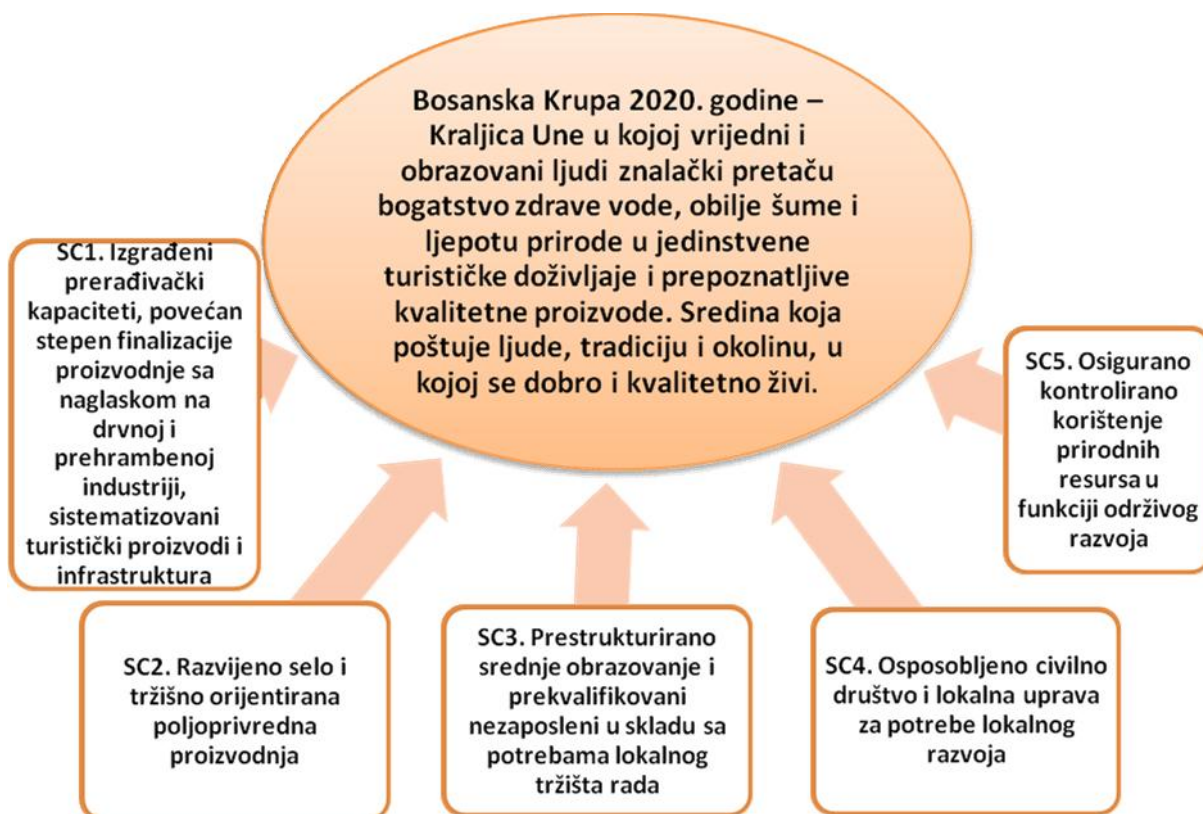 Bosanska Krupa 2020. godine –
Kraljica Une u kojoj vrijedni i
obrazovani ljudi znalački pretaču
bogatstvo zdrave vode, obilje šume i
ljepotu prirode u jedinstvene
turističke doživljaje i prepoznatljive
kvalitetne proizvode. Sredina koja
poštuje ljude, tradiciju i okolinu, u
kojoj se dobro i kvalitetno živi.
SC1. Izgrađeni
prerađivački
kapaciteti, povećan
stepen finalizacije
proizvodnje sa
naglaskom na
drvnoj i
prehrambenoj
industriji,
sistematizovani
turistički proizvodi i
infrastruktura
SC2. Razvijeno selo i
tržišno orijentirana
poljoprivredna
proizvodnja
SC3. Prestrukturirano
srednje obrazovanje i
prekvalifikovani
nezaposleni u skladu sa
potrebama lokalnog
tržišta rada
SC4. Osposobljeno civilno
društvo i lokalna uprava
za potrebe lokalnog
razvoja
SC5. Osigurano
kontrolirano
korištenje
prirodnih
resursa u
funkciji održivog
razvoja